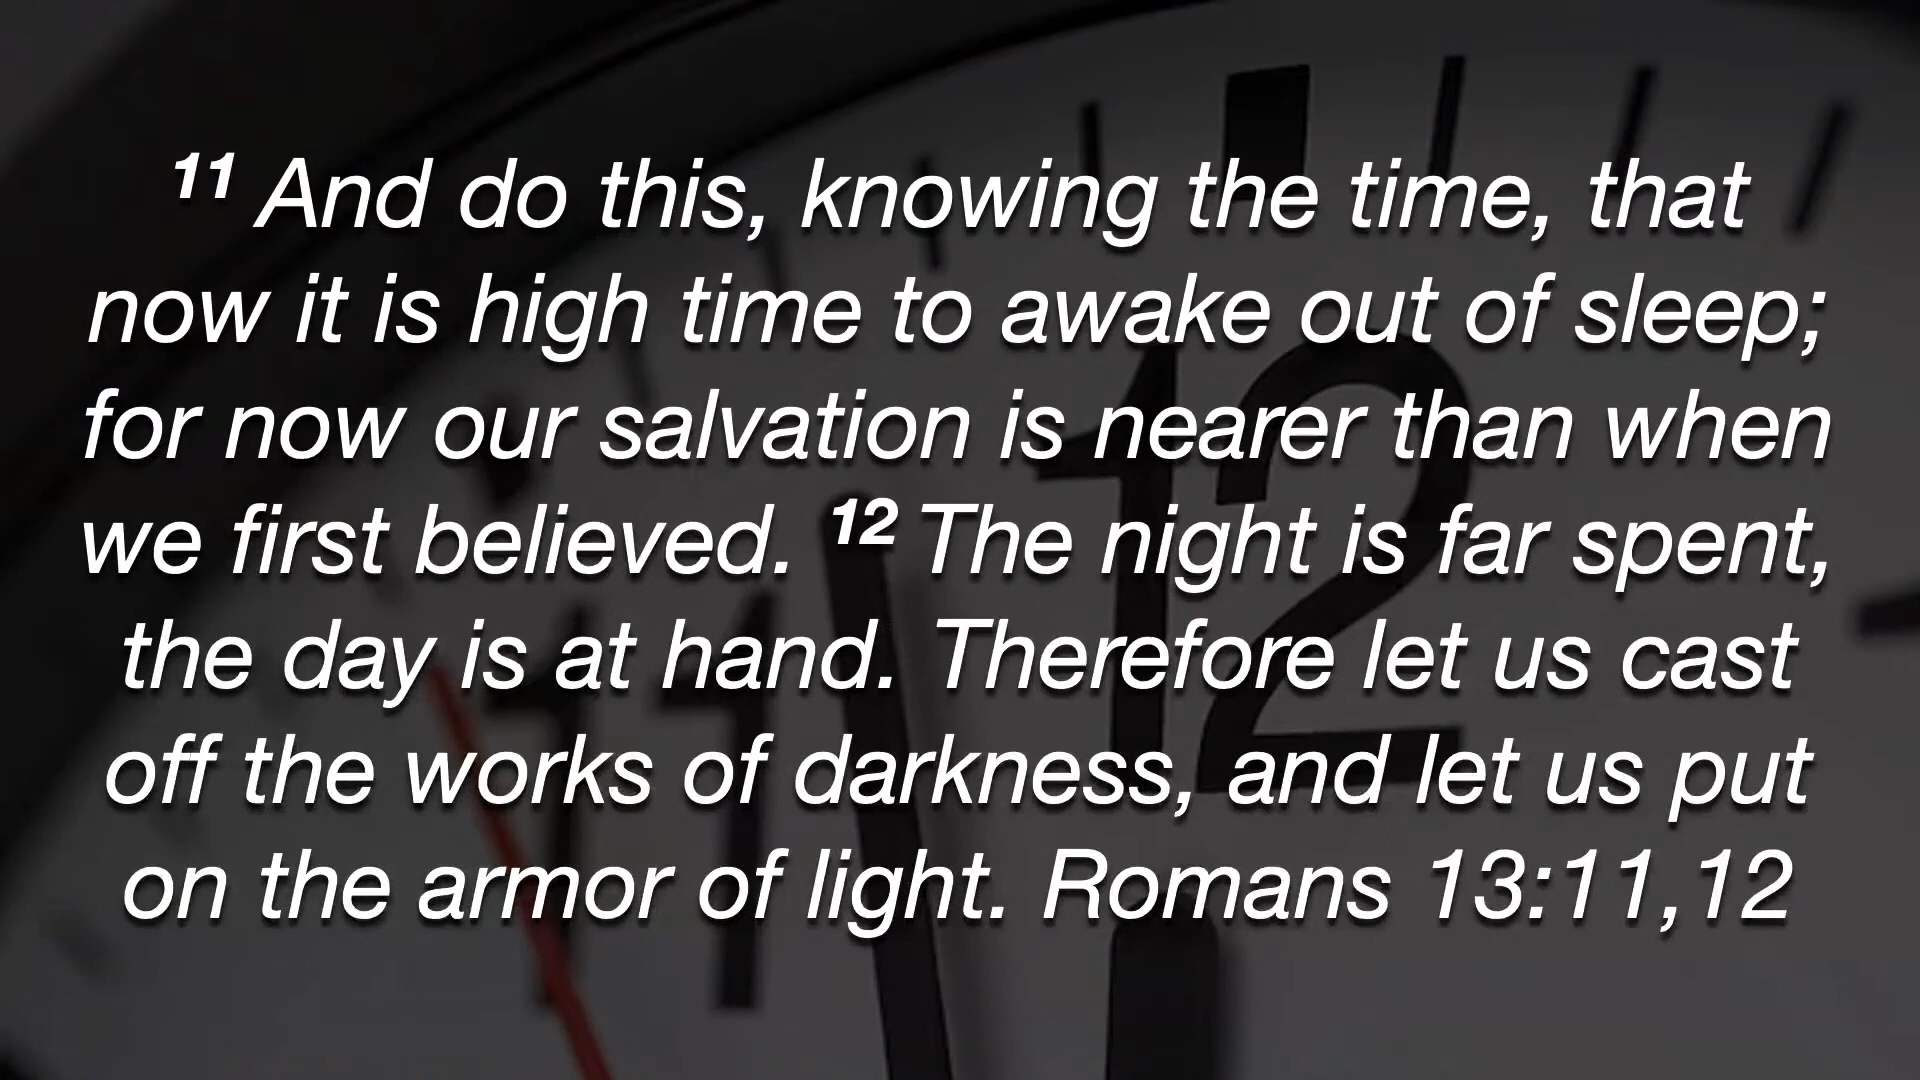 11 And do this, knowing the time, that
now it is high time to awake out of sleep;
for now our salvation is nearer than when
we first believed. 12 The night is far spent,
the day is at hand. Therefore let us cast
off the works of darkness, and let us put
on the armor of light. Romans 13:11,12
12
11